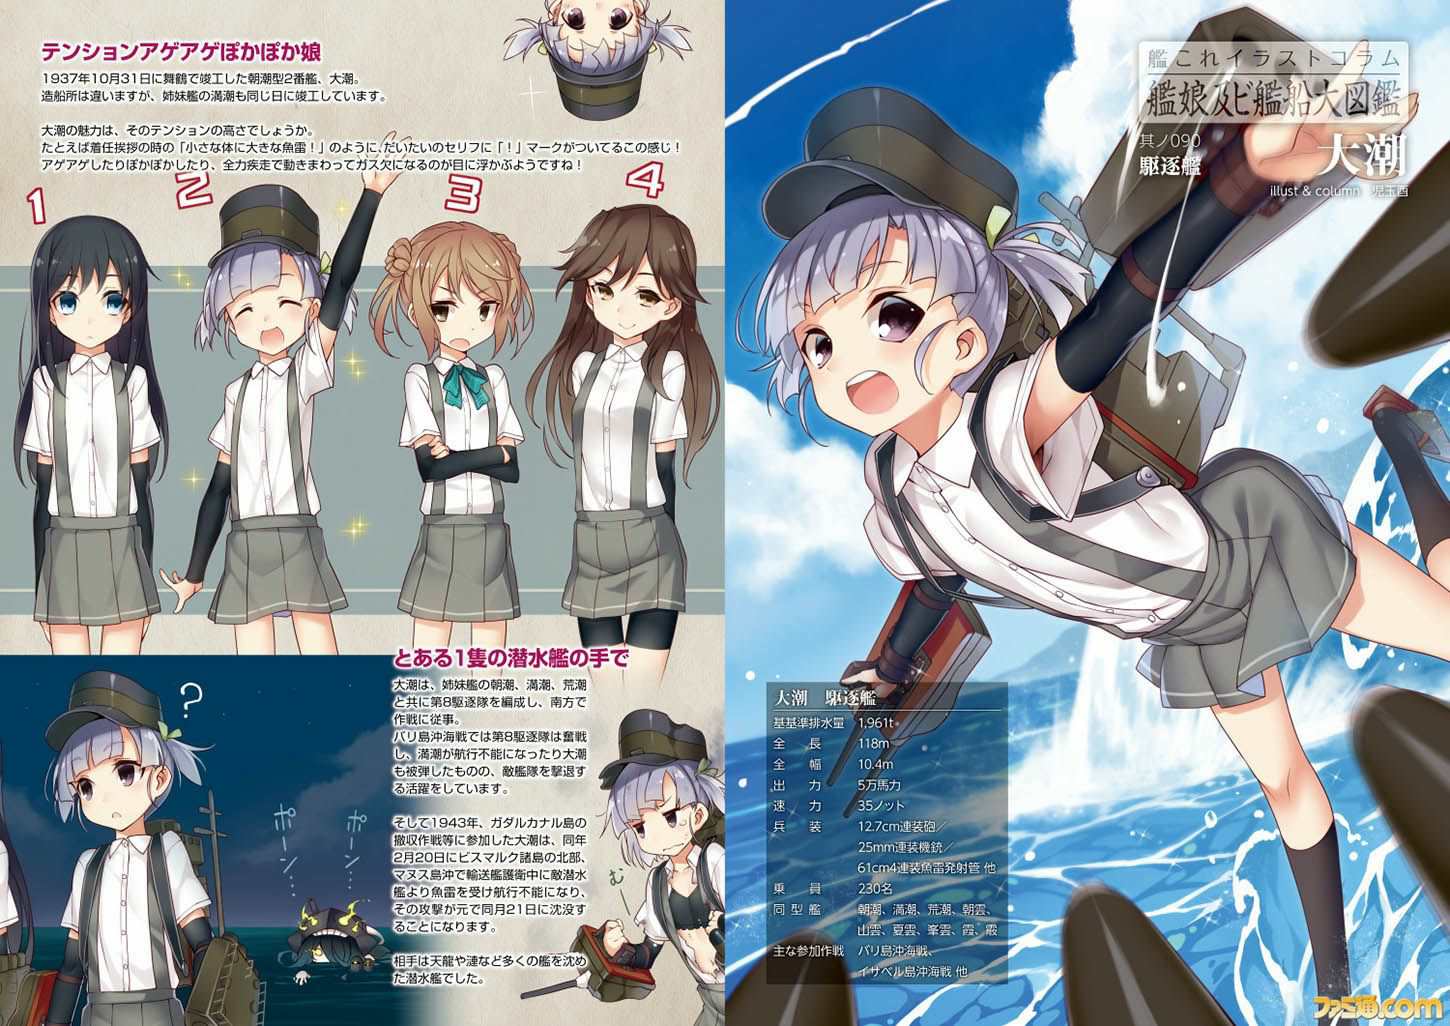 テンションアゲアゲぽかぽか娘
1937年10月31日に舞鶴で竣工した朝潮型2番艦、大潮。
造船所は違いますが、姉妹艦の満潮も同じ日に竣工しています。
大潮の魅力は、そのテンションの高さでしょうか。
たとえば着任挨拶の時の「小さな体に大きな魚雷！」のように、だいたいのセリフに「！」マークがついてるこの感じ！
アゲアゲしたりぽかぽかしたり、全力疾走で動きまわってガス欠になるのが目に浮かぶようですね！
1
2
3
4
とある1隻の潜水艦の手で
大潮は、姉妹艦の朝潮、満潮、荒潮
と共に第8駆逐隊を編成し、南方で
作戦に従事。
バリ島沖海戦では第8駆逐隊は奮戦
し、満潮が航行不能になったり大潮
も被弾したものの、敵艦隊を撃退す
る活躍をしています。
そして1943年、ガダルカナル島の
撤収作戦等に参加した大潮は、同年
2月20日にビスマルク諸島の北部、
マヌス島沖で輸送艦護衛中に敵潜水
艦より魚雷を受け航行不能になり、
その攻撃が元で同月21日に沈没す
ることになります。
相手は天龍や漣など多くの艦を沈め
た潜水艦でした。
？
ポーン…
ポーン…
む
艦これイラストコラム
艦娘及ビ艦船大図鑑
其ノ090
駆逐艦
大潮
illust & column 児玉酉
大潮 駆逐艦
基基準排水量 1,961t
全長 118m
全幅 10.4m
出力 5万馬力
速力 35ノット
兵装 12.7cm連装砲／
25mm連装機銃／
61cm4連装魚雷発射管 他
乗員 230名
同型艦 朝潮、満潮、荒潮、朝雲、
山雲、夏雲、峯雲、霞、霰
主な参加作戦 バリ島沖海戦、
イサベル島沖海戦 他
ファミ通.com